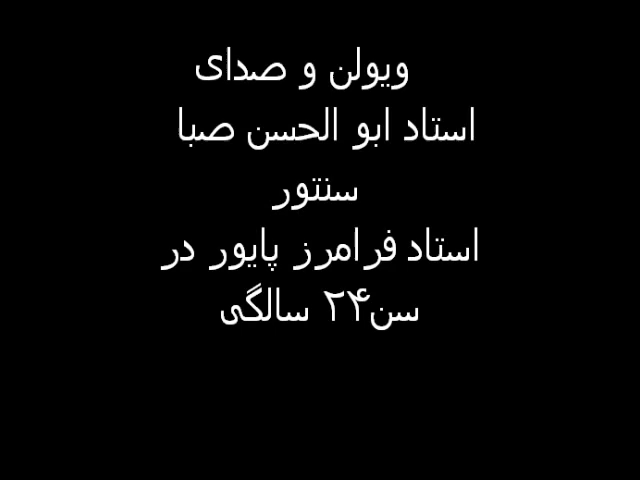 ویولن و صدای
استاد ابو الحسن صبا
سنتور
استاد فرامرز پایور در
سن۲۴ سالگی